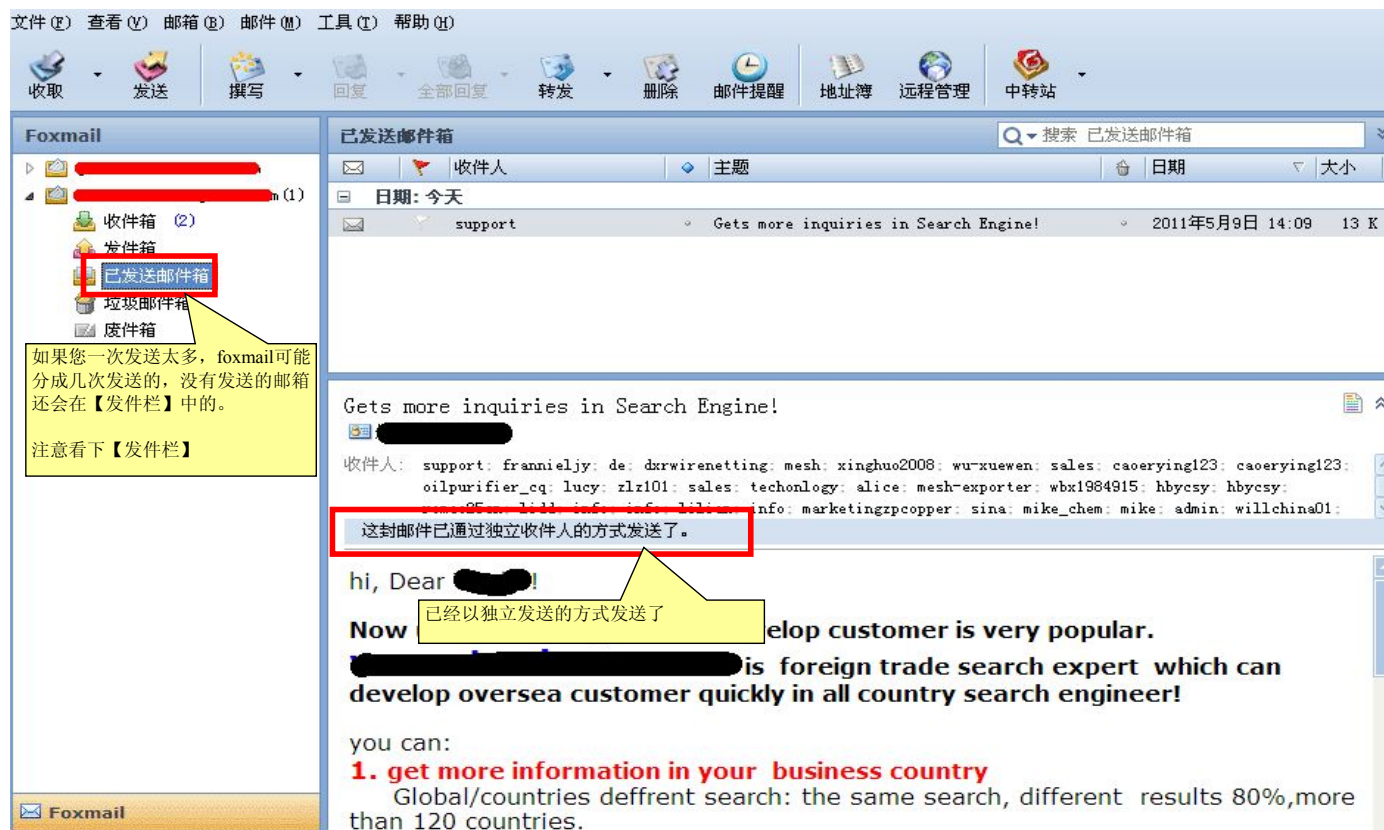 文件(F) 查看(V) 邮箱(B) 邮件(M) 工具(T) 帮助(H)
收取 发送 撰写 回复 全部回复 转发 删除 邮件提醒 地址簿 远程管理 中转站
Foxmail
已发送邮件箱
搜索 已发送邮件箱
收件人 主题 日期 大小
(1)
日期: 今天
收件箱 (2)
support Gets more inquiries in Search Engine! 2011年5月9日 14:09 13 K
发件箱
已发送邮件箱
垃圾邮件箱
废件箱
如果您一次发送太多，foxmail可能
分成几次发送的，没有发送的邮箱
还会在【发件栏】中的。
注意看下【发件栏】
Gets more inquiries in Search Engine!
收件人: support; frannieljy; de; dxrwirenetting; mesh; xinghuo2008; wu-xuewen; sales; caoerying123; caoerying123;
oilpurifier_cq; lucy; zlz101; sales; techonlogy; alice; mesh-exporter; wbx1984915; hbycsy; hbycsy;
info; marketingzpcopper; sina; mike_chem; mike; admin; willchina01;
这封邮件已通过独立收件人的方式发送了。
hi, Dear !
已经以独立发送的方式发送了
Now elop customer is very popular.
is foreign trade search expert which can
develop oversea customer quickly in all country search engineer!
you can:
1. get more information in your business country
Global/countries deffrent search: the same search, different results 80%,more
than 120 countries.
Foxmail